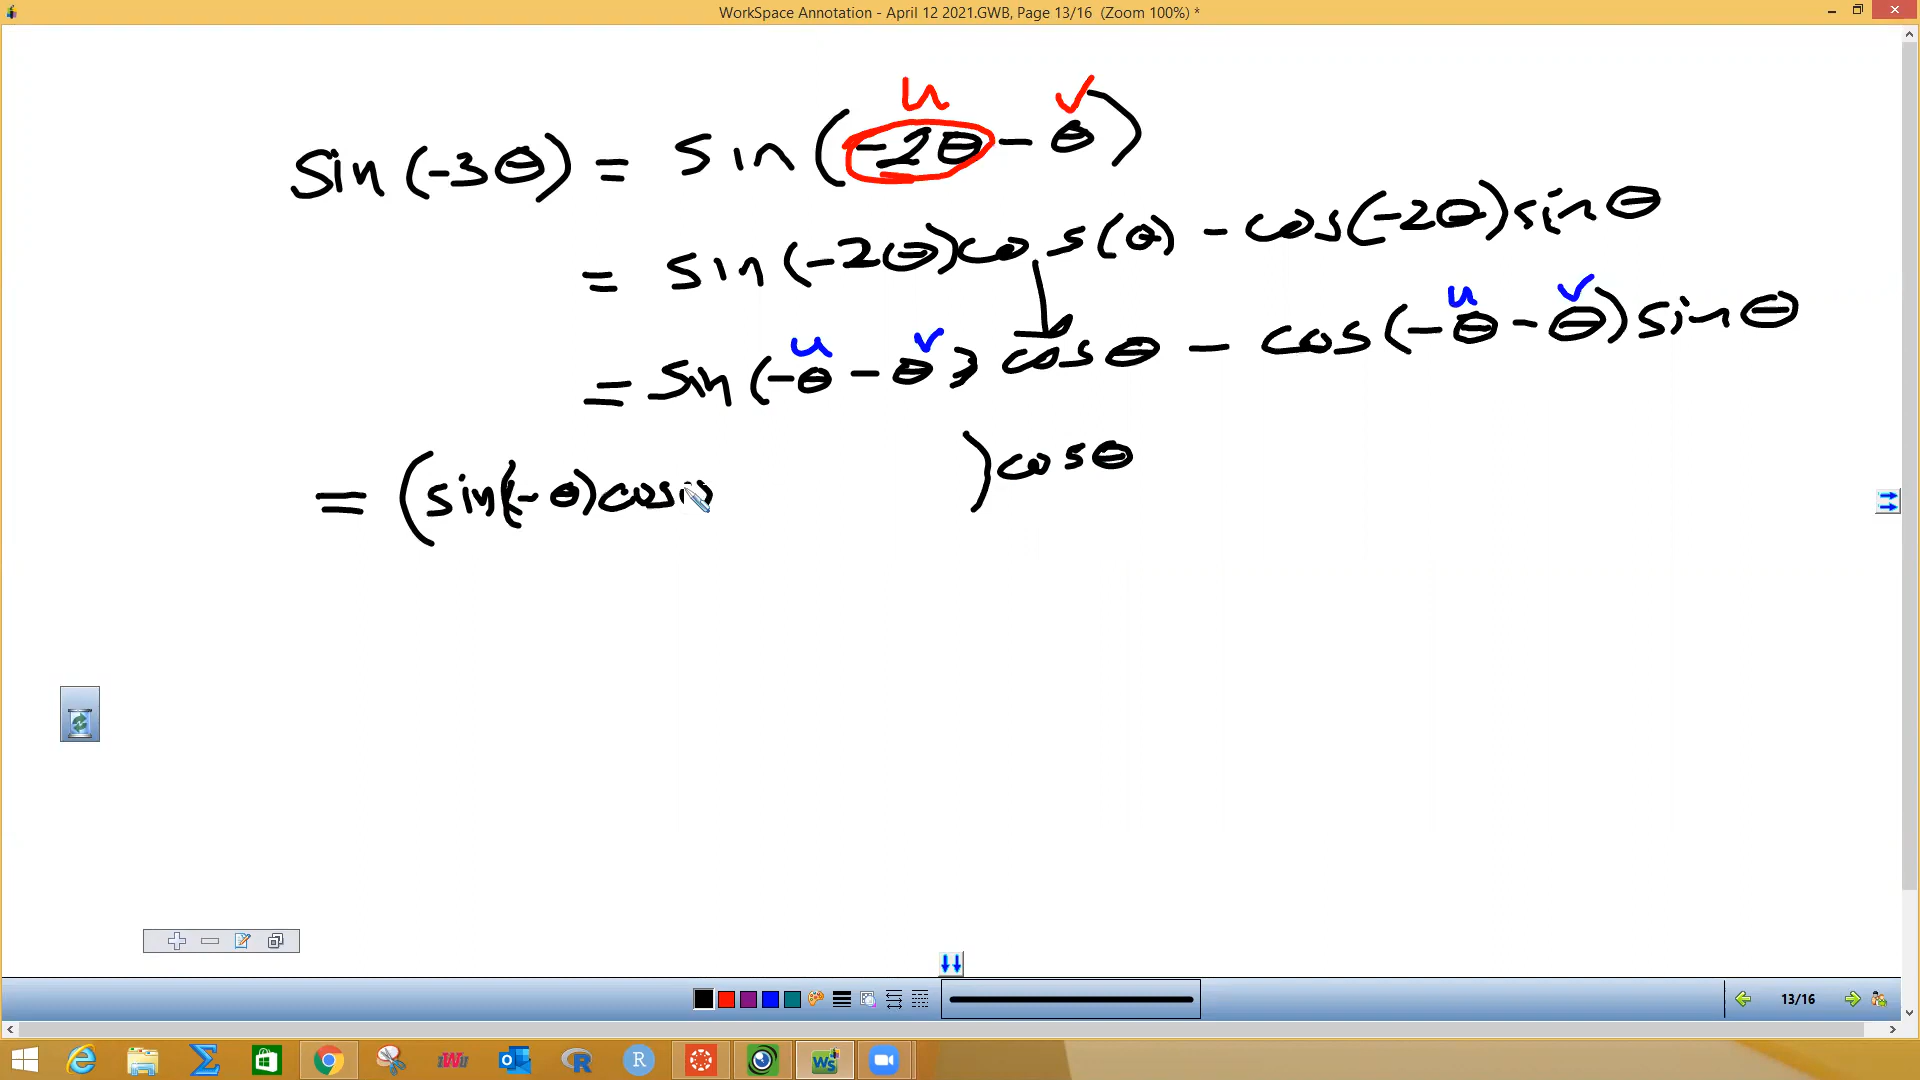 WorkSpace Annotation - April 12 2021.GWB, Page 13/16 (Zoom 100%) *
u v
sin(-3θ) = sin(-2θ - θ)
= sin(-2θ)cos(θ) - cos(-2θ)sinθ
u v u v
= sin(-θ - θ) cosθ - cos(-θ - θ)sinθ
= (sin(-θ)cos )cosθ
13/16